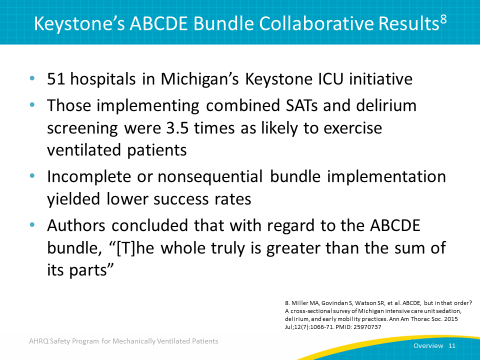 Keystone's ABCDE Bundle Collaborative Results8
• 51 hospitals in Michigan's Keystone ICU initiative
• Those implementing combined SATs and delirium
screening were 3.5 times as likely to exercise
ventilated patients
• Incomplete or nonsequential bundle implementation
yielded lower success rates
• Authors concluded that with regard to the ABCDE
bundle, “[T]he whole truly is greater than the sum of
its parts”
8. Miller MA, Govindan S, Watson SR, et al. ABCDE, but in that order?
A cross-sectional survey of Michigan intensive care unit sedation,
delirium, and early mobility practices. Ann Am Thorac Soc. 2015
Jul;12(7):1066-71. PMID: 25970737
AHRQ Safety Program for Mechanically Ventilated Patients
Overview 11